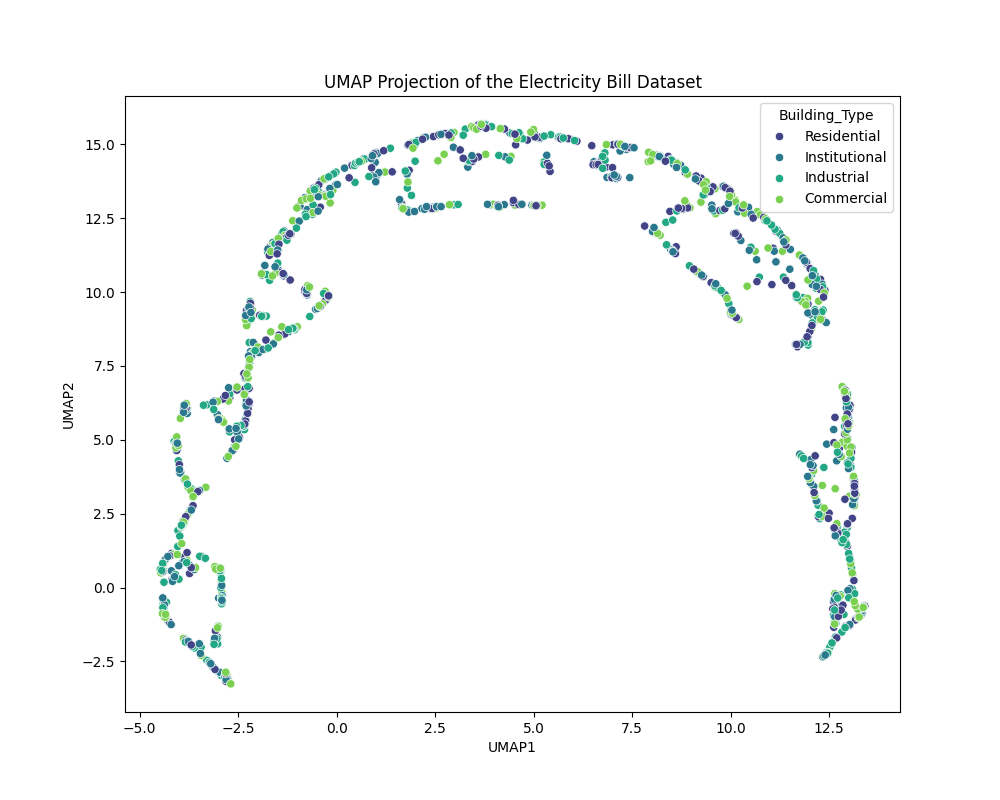 UMAP Projection of the Electricity Bill Dataset
Building_Type
Residential
Institutional
Industrial
Commercial
UMAP2
15.0
12.5
10.0
7.5
5.0
2.5
0.0
−2.5
−5.0 −2.5 0.0 2.5 5.0 7.5 10.0 12.5
UMAP1